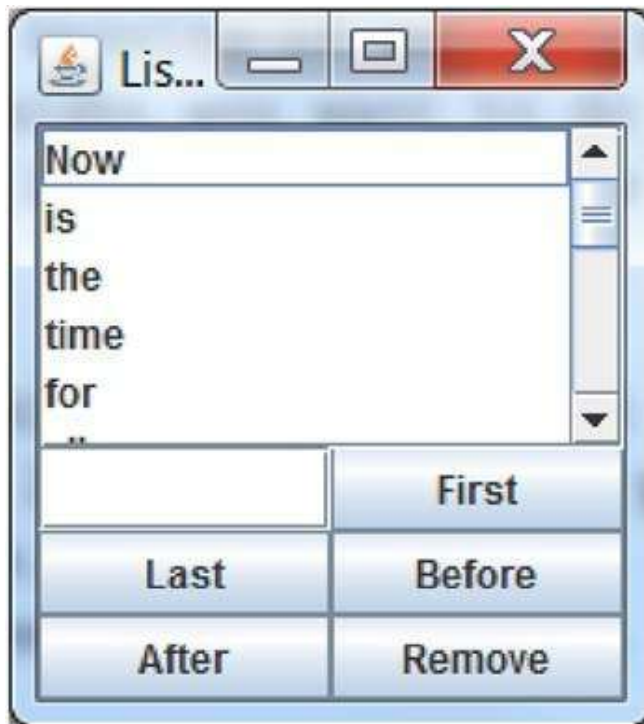 Lis...
Now
is
the
time
for
First
Last Before
After Remove